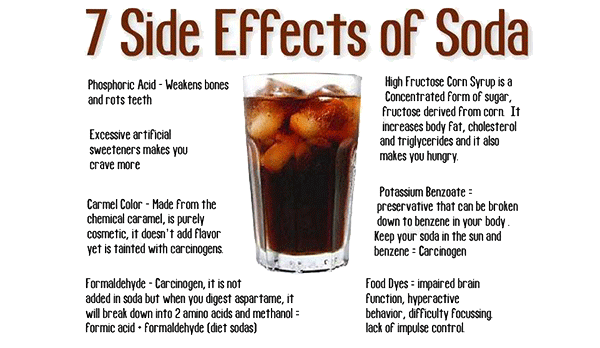 7 Side Effects of Soda
Phosphoric Acid - Weakens bones
and rots teeth
Excessive artificial
sweeteners makes you
crave more
Carmel Color - Made from the
chemical caramel, is purely
cosmetic, it doesn't add flavor
yet is tainted with carcinogens.
Formaldehyde - Carcinogen, it is not
added in soda but when you digest aspartame, it
will break down into 2 amino acids and methanol =
formic acid + formaldehyde (diet sodas)
High Fructose Corn Syrup is a
Concentrated form of sugar,
fructose derived from corn. It
increases body fat, cholesterol
and triglycerides and it also
makes you hungry.
Potassium Benzoate =
preservative that can be broken
down to benzene in your body .
Keep your soda in the sun and
benzene = Carcinogen
Food Dyes = impaired brain
function, hyperactive
behavior, difficulty focussing.
lack of impulse control